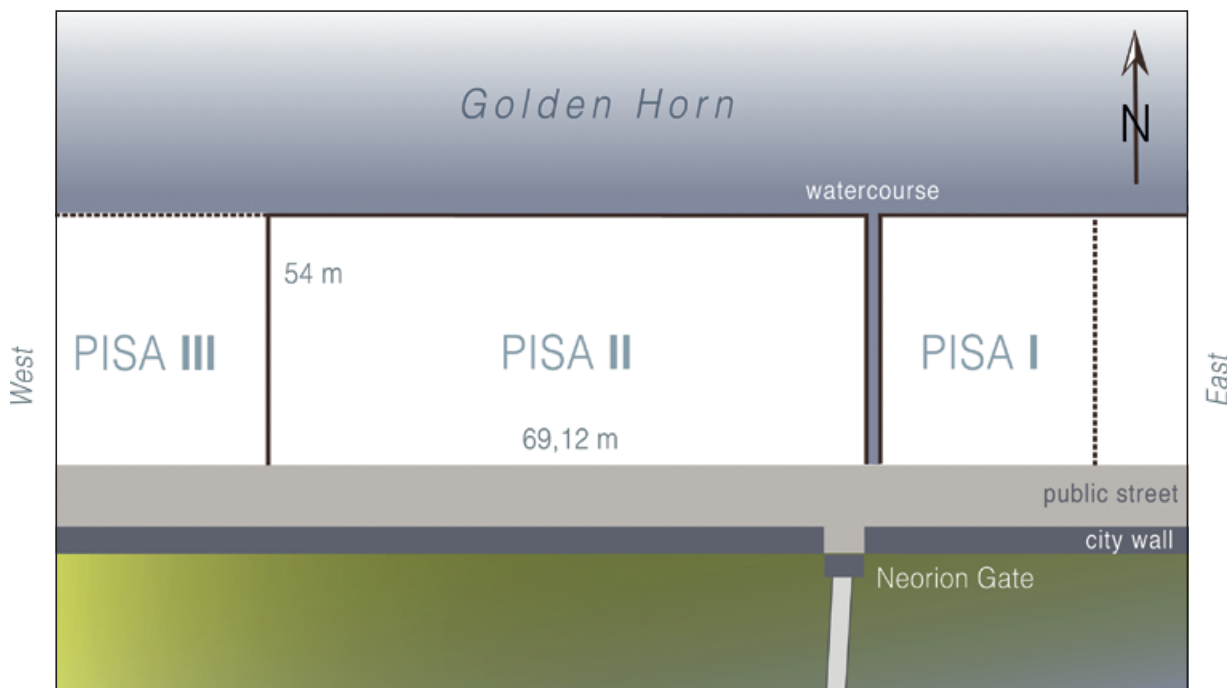 Golden Horn
N
watercourse
54 m
PISA III
PISA II
PISA I
West
East
69,12 m
public street
city wall
Neorion Gate